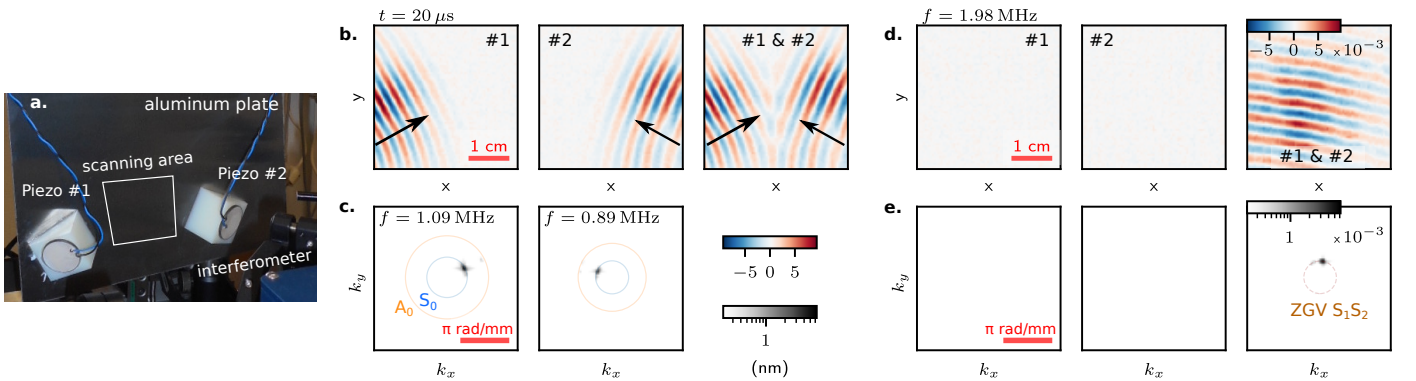 a.
aluminum plate
scanning area
Piezo #1
Piezo #2
interferometer
b.
t = 20 μs
#1
#2
#1 & #2
y
1 cm
x
x
x
c.
f = 1.09 MHz
f = 0.89 MHz
A₀
S₀
π rad/mm
k_y
k_x
k_x
−5 0 5
1
(nm)
d.
f = 1.98 MHz
#1
#2
−5 0 5 ×10⁻³
y
1 cm
#1 & #2
x
x
x
e.
1 ×10⁻³
k_y
π rad/mm
ZGV S₁S₂
k_x
k_x
k_x